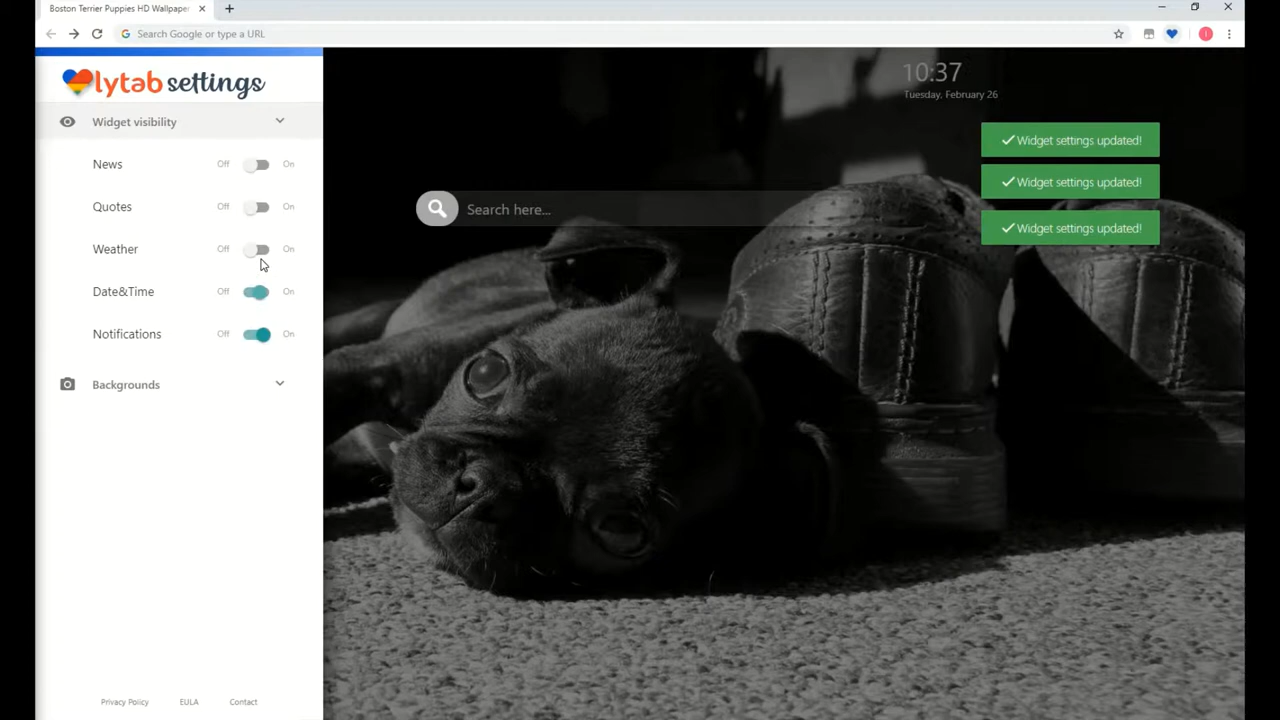 Boston Terrier Puppies HD Wallpaper
Search Google or type a URL
lytab settings
Widget visibility
News Off On
Quotes Off On
Weather Off On
Date&Time Off On
Notifications Off On
Backgrounds
Privacy Policy EULA Contact
10:37
Tuesday, February 26
Search here...
Widget settings updated!
Widget settings updated!
Widget settings updated!